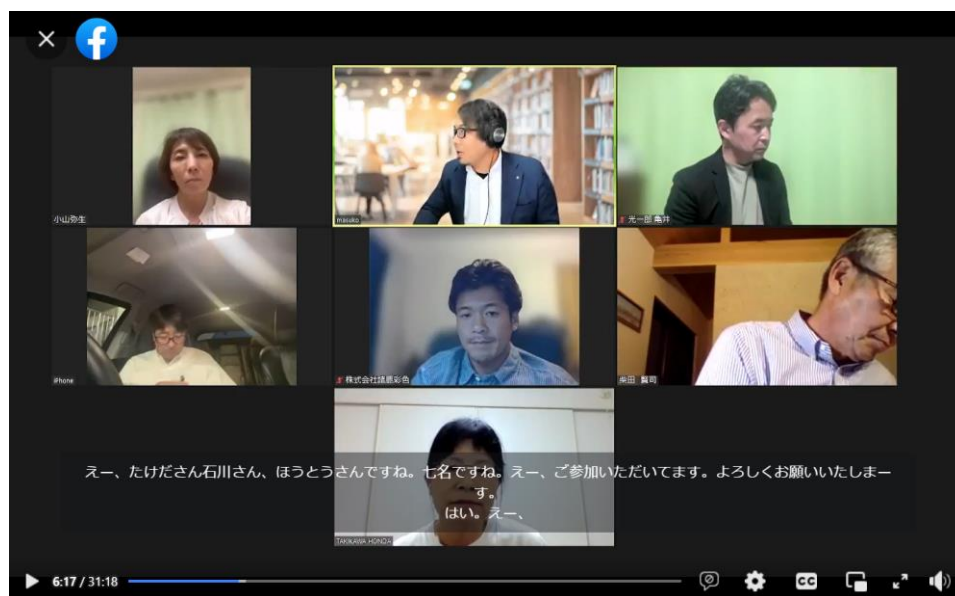 小山弥生
masuko
光一郎 亀井
iPhone
株式会社諸鹿彩色
柴田 賢司
えー、たけださん石川さん、ほうとうさんですね。七名ですね。えー、ご参加いただいてます。よろしくお願いいたしまー
す。
はい。えー、
TAKIKAWA HONDA
6:17 / 31:18
CC